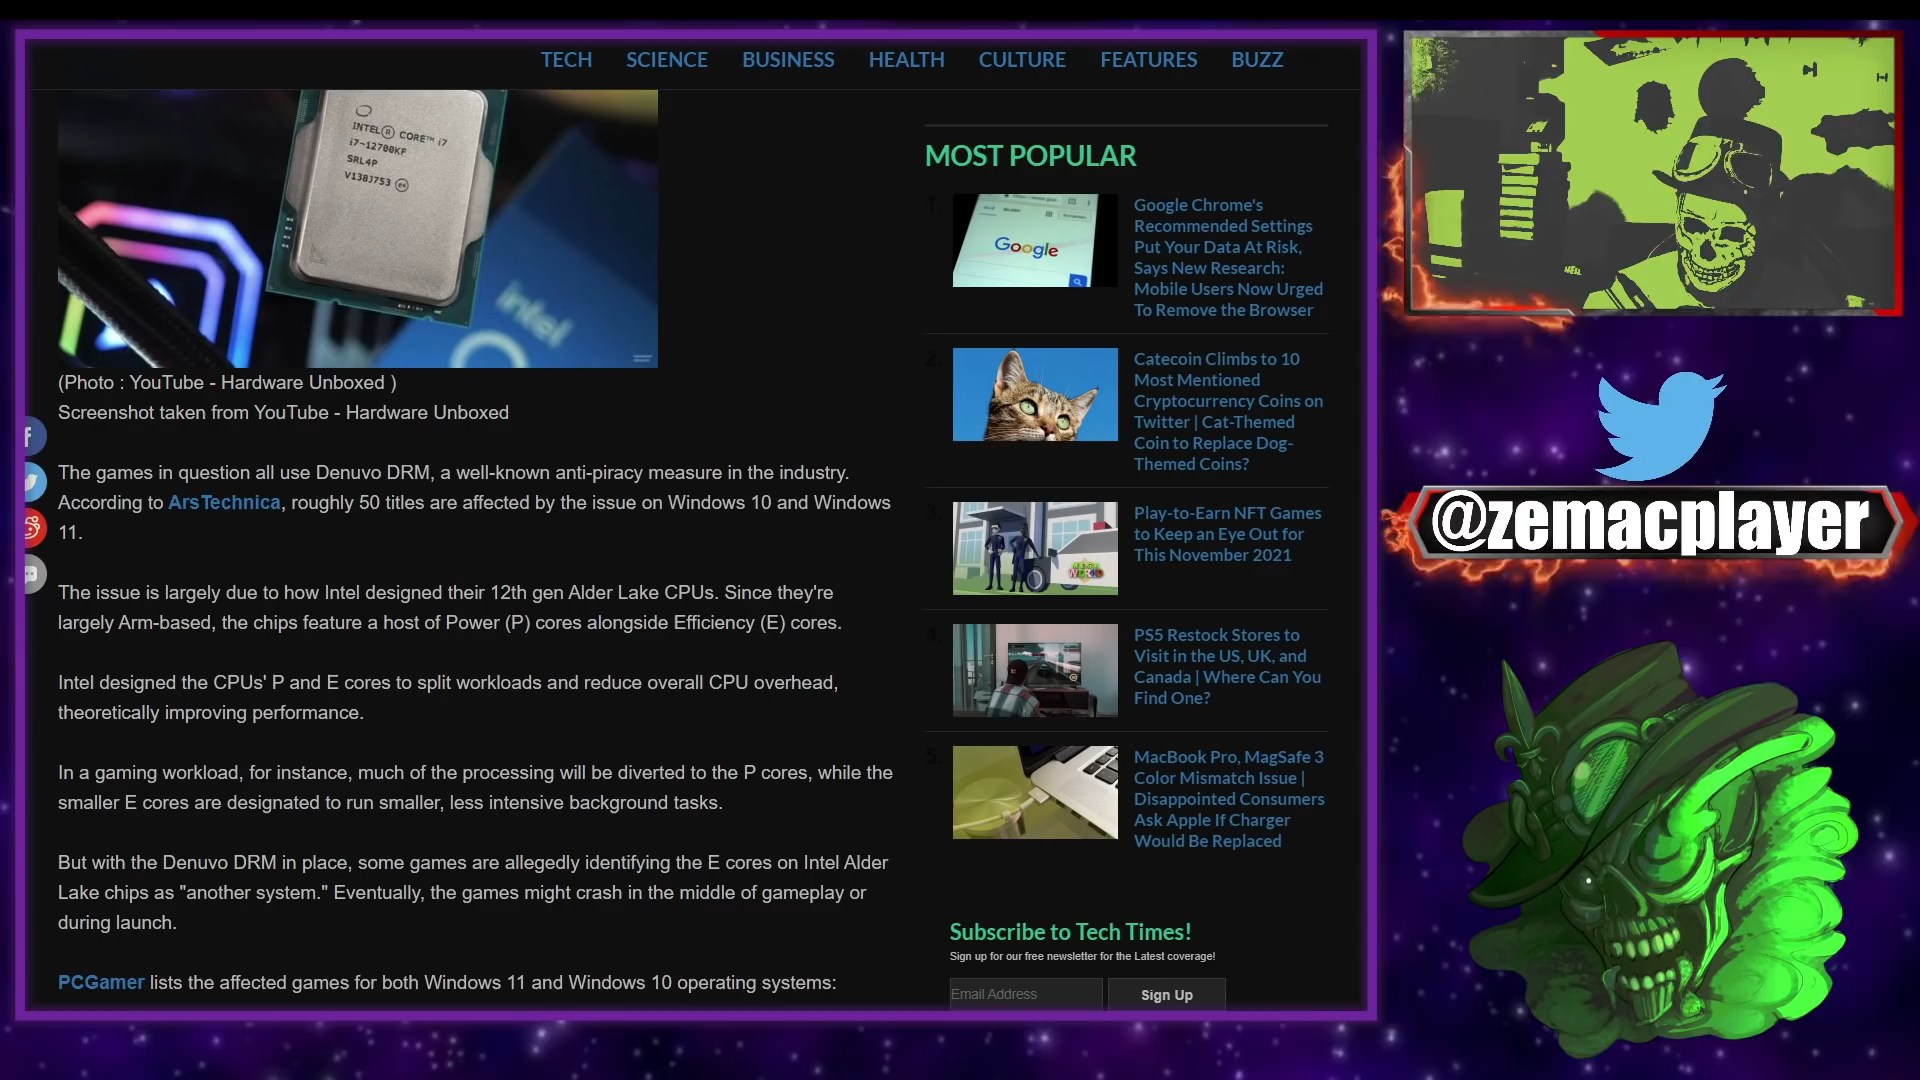 TECH SCIENCE BUSINESS HEALTH CULTURE FEATURES BUZZ
INTEL® CORE™ i7
i7-12700KF
SRL4P
V138J753
intel
(Photo : YouTube - Hardware Unboxed )
Screenshot taken from YouTube - Hardware Unboxed
The games in question all use Denuvo DRM, a well-known anti-piracy measure in the industry.
According to ArsTechnica, roughly 50 titles are affected by the issue on Windows 10 and Windows
11.
The issue is largely due to how Intel designed their 12th gen Alder Lake CPUs. Since they're
largely Arm-based, the chips feature a host of Power (P) cores alongside Efficiency (E) cores.
Intel designed the CPUs' P and E cores to split workloads and reduce overall CPU overhead,
theoretically improving performance.
In a gaming workload, for instance, much of the processing will be diverted to the P cores, while the
smaller E cores are designated to run smaller, less intensive background tasks.
But with the Denuvo DRM in place, some games are allegedly identifying the E cores on Intel Alder
Lake chips as "another system." Eventually, the games might crash in the middle of gameplay or
during launch.
PCGamer lists the affected games for both Windows 11 and Windows 10 operating systems:
MOST POPULAR
1.
Google
Google Chrome's
Recommended Settings
Put Your Data At Risk,
Says New Research:
Mobile Users Now Urged
To Remove the Browser
2.
Catecoin Climbs to 10
Most Mentioned
Cryptocurrency Coins on
Twitter | Cat-Themed
Coin to Replace Dog-
Themed Coins?
3.
Play-to-Earn NFT Games
to Keep an Eye Out for
This November 2021
4.
PS5 Restock Stores to
Visit in the US, UK, and
Canada | Where Can You
Find One?
5.
MacBook Pro, MagSafe 3
Color Mismatch Issue |
Disappointed Consumers
Ask Apple If Charger
Would Be Replaced
Subscribe to Tech Times!
Sign up for our free newsletter for the Latest coverage!
Email Address
Sign Up
@zemacplayer